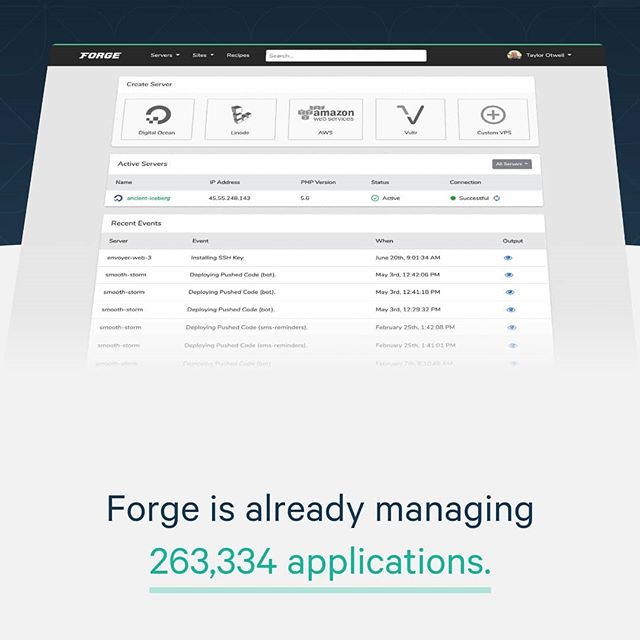 FORGE Servers Sites Recipes Search... Taylor Otwell
Create Server
Digital Ocean Linode amazon web services AWS Vultr Custom VPS
Active Servers All Servers
Name IP Address PHP Version Status Connection
ancient-iceberg 45.55.248.143 5.6 Active Successful
Recent Events
Server Event When Output
envoyer-web-3 Installing SSH Key. June 20th, 9:01:34 AM
smooth-storm Deploying Pushed Code (bot). May 3rd, 12:42:06 PM
smooth-storm Deploying Pushed Code (bot). May 3rd, 12:41:18 PM
smooth-storm Deploying Pushed Code (bot). May 3rd, 12:29:32 PM
smooth-storm Deploying Pushed Code (sms-reminders). February 25th, 1:42:08 PM
smooth-storm Deploying Pushed Code (sms-reminders). February 25th, 1:41:01 PM
smooth-storm Deploying Pushed Code (sms-reminders).
Forge is already managing
263,334 applications.